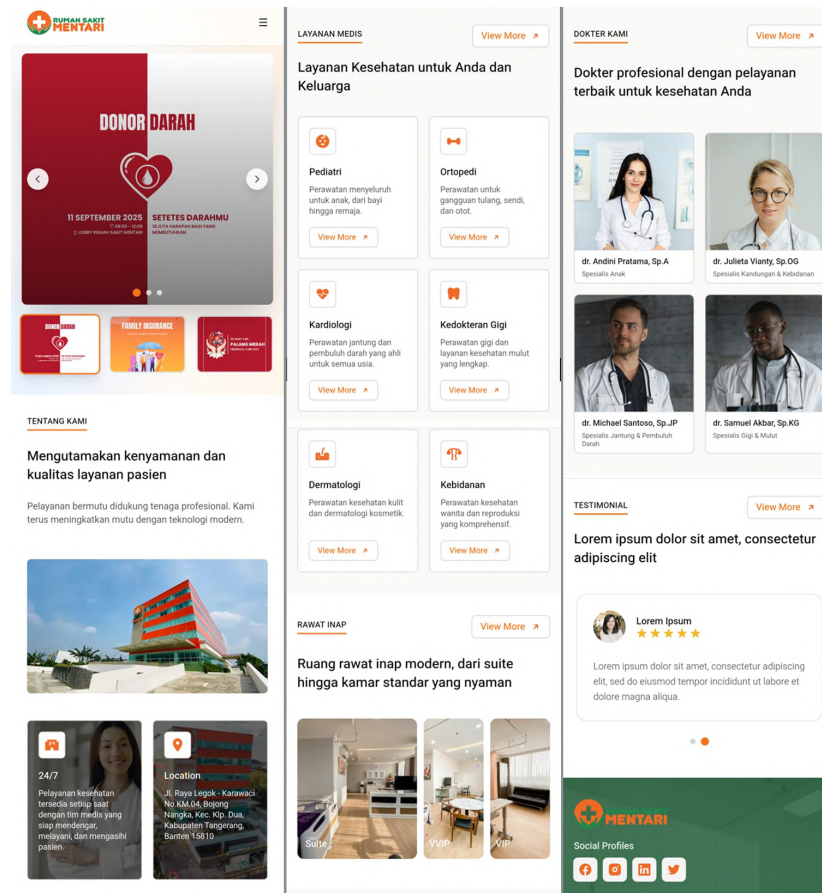 RUMAH SAKIT
MENTARI
DONOR DARAH
11 SEPTEMBER 2025
09:00 - 12:00
LOBBY RUMAH SAKIT MENTARI
SETETES DARAHMU
SEJUTA HARAPAN BAGI YANG
MEMBUTUHKAN
DONOR DARAH
FAMILY INSURANCE
PALANG MERAH
TENTANG KAMI
Mengutamakan kenyamanan dan
kualitas layanan pasien
Pelayanan bermutu didukung tenaga profesional. Kami
terus meningkatkan mutu dengan teknologi modern.
24/7
Pelayanan kesehatan
tersedia setiap saat
dengan tim medis yang
siap mendengar,
melayani, dan mengasihi
pasien.
Location
Jl. Raya Legok - Karawaci
No KM.04, Bojong
Nangka, Kec. Klp. Dua,
Kabupaten Tangerang,
Banten 15810
LAYANAN MEDIS
View More
Layanan Kesehatan untuk Anda dan
Keluarga
Pediatri
Perawatan menyeluruh
untuk anak, dari bayi
hingga remaja.
View More
Ortopedi
Perawatan untuk
gangguan tulang, sendi,
dan otot.
View More
Kardiologi
Perawatan jantung dan
pembuluh darah yang ahli
untuk semua usia.
View More
Kedokteran Gigi
Perawatan gigi dan
layanan kesehatan mulut
yang lengkap.
View More
Dermatologi
Perawatan kesehatan kulit
dan dermatologi kosmetik.
View More
Kebidanan
Perawatan kesehatan
wanita dan reproduksi
yang komprehensif.
View More
RAWAT INAP
View More
Ruang rawat inap modern, dari suite
hingga kamar standar yang nyaman
Suite
VVIP
VIP
DOKTER KAMI
View More
Dokter profesional dengan pelayanan
terbaik untuk kesehatan Anda
dr. Andini Pratama, Sp.A
Spesialis Anak
dr. Julieta Vianty, Sp.OG
Spesialis Kandungan & Kebidanan
dr. Michael Santoso, Sp.JP
Spesialis Jantung & Pembuluh
Darah
dr. Samuel Akbar, Sp.KG
Spesialis Gigi & Mulut
TESTIMONIAL
View More
Lorem ipsum dolor sit amet, consectetur
adipiscing elit
Lorem Ipsum
Lorem ipsum dolor sit amet, consectetur adipiscing
elit, sed do eiusmod tempor incididunt ut labore et
dolore magna aliqua.
RUMAH SAKIT
MENTARI
Social Profiles